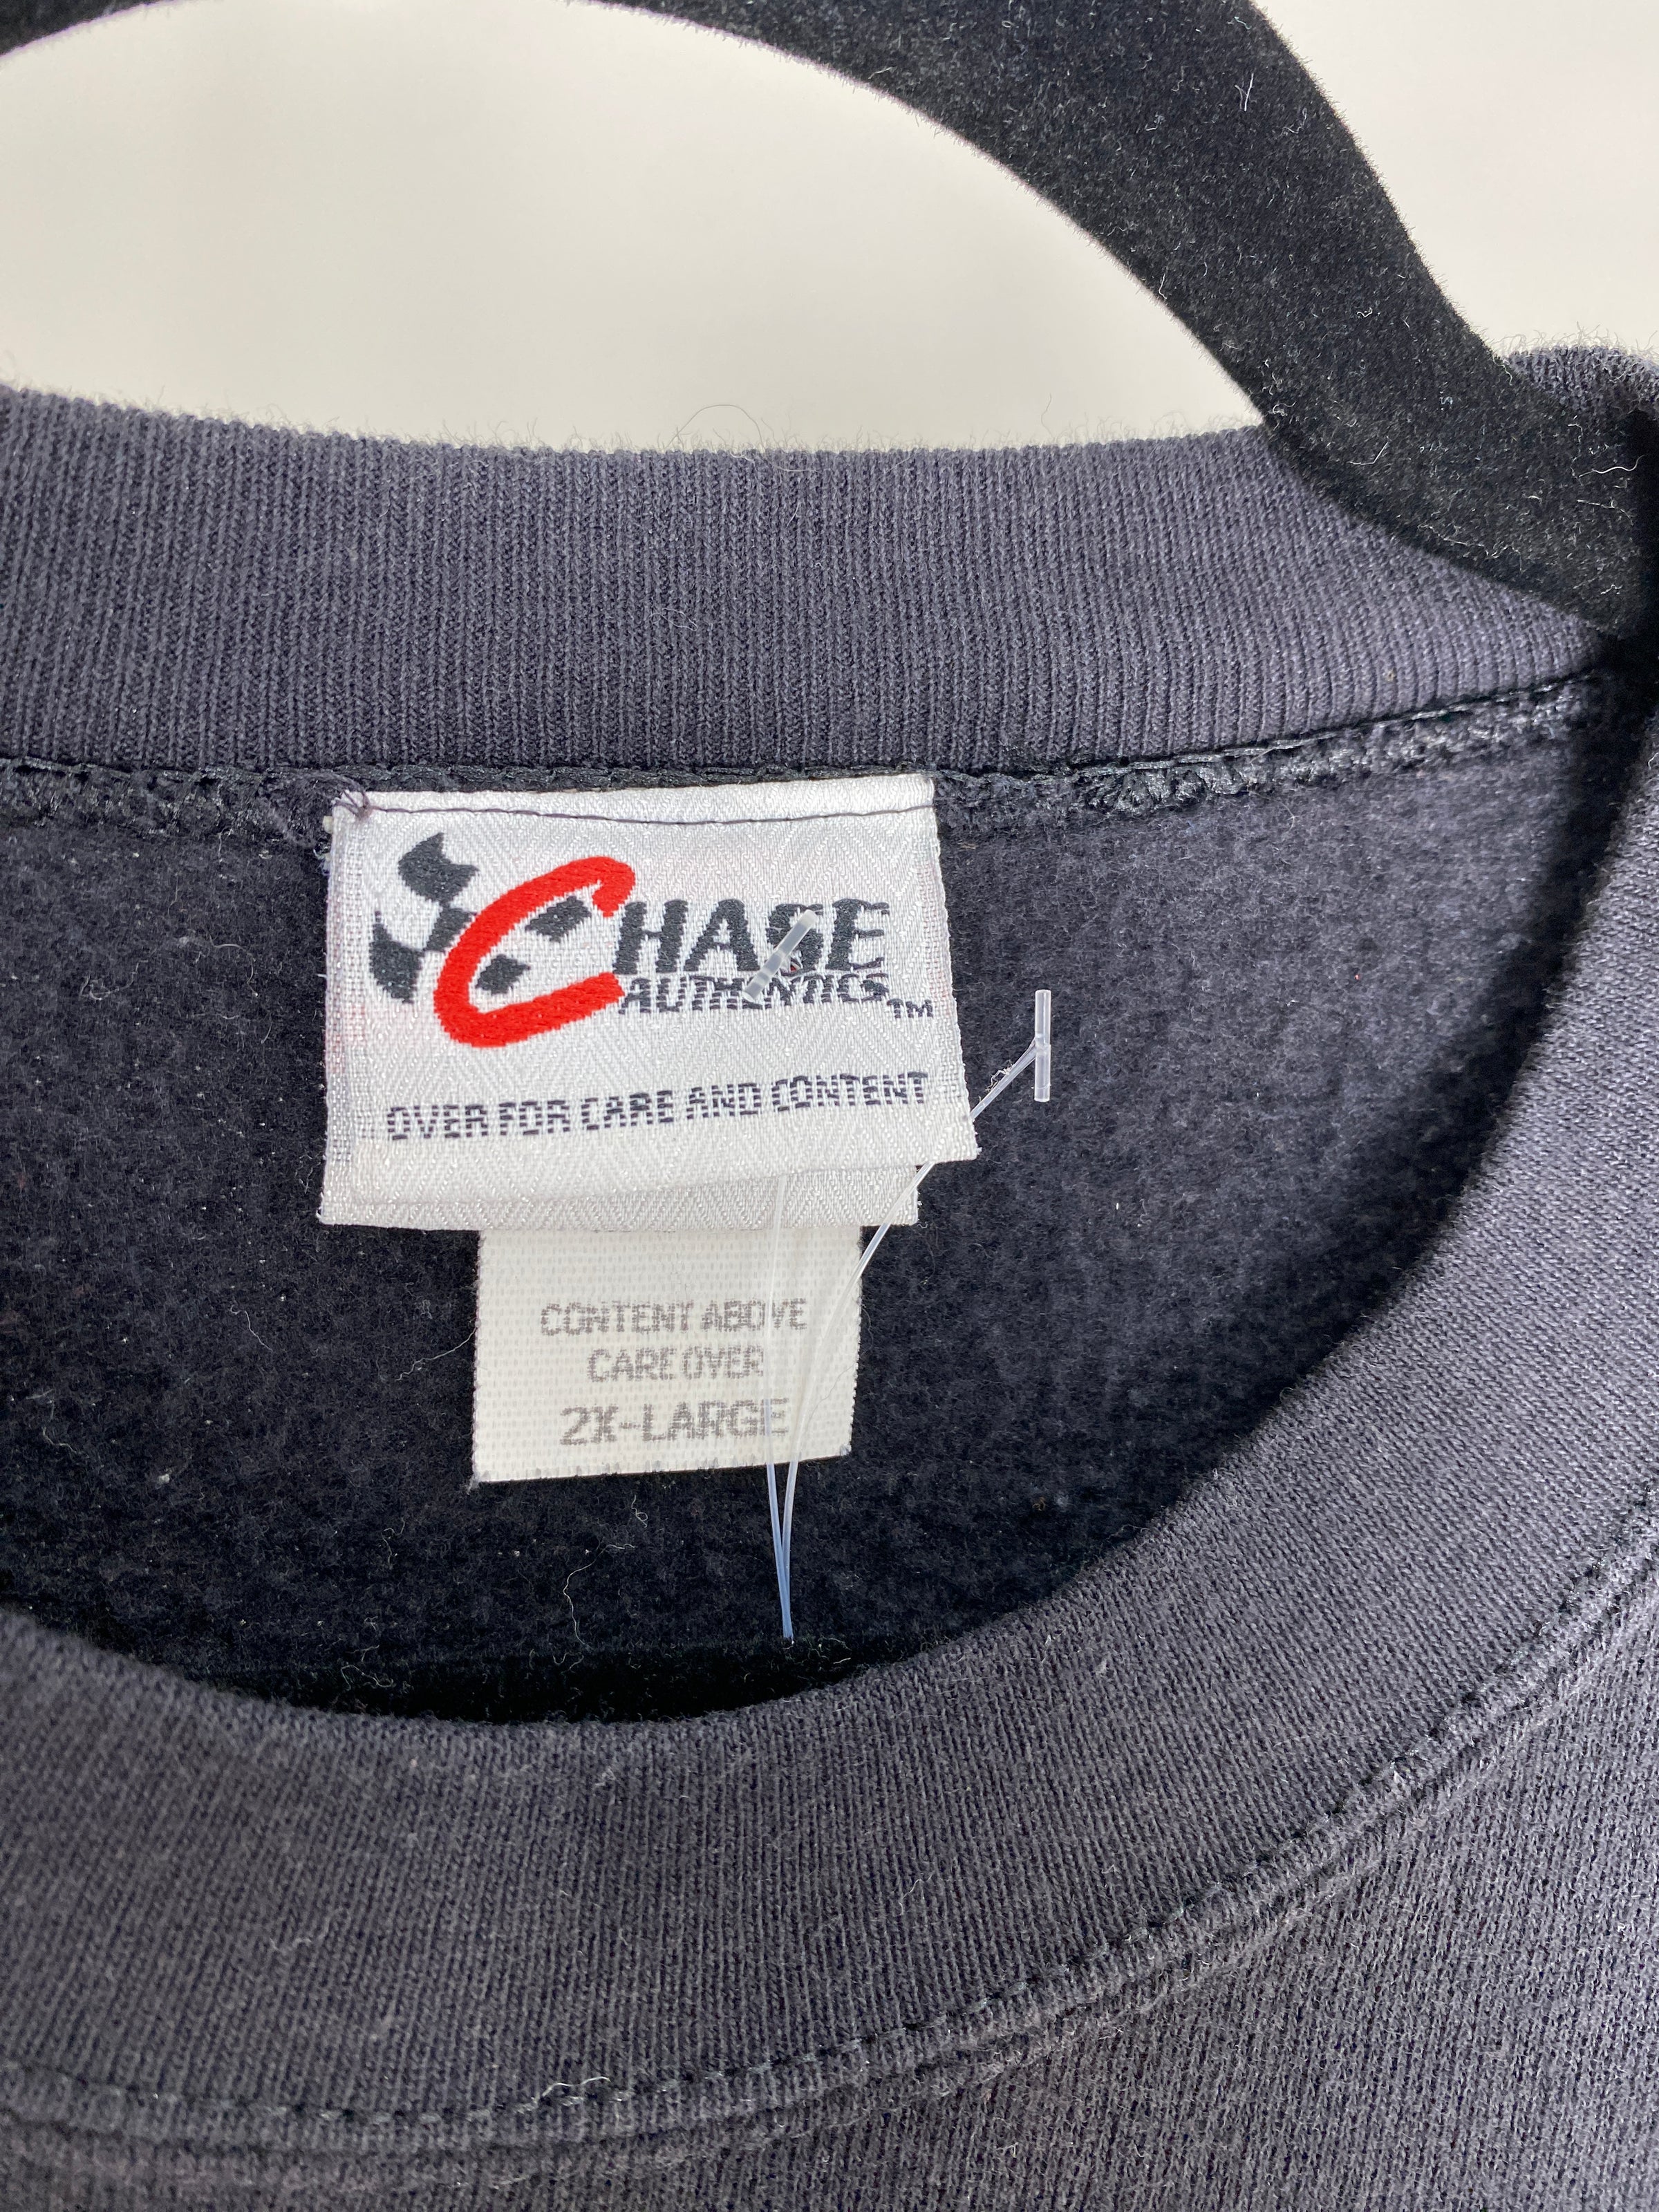 CHASE
AUTHENTICS™
OVER FOR CARE AND CONTENT
CONTENT ABOVE
CARE OVER
2X-LARGE